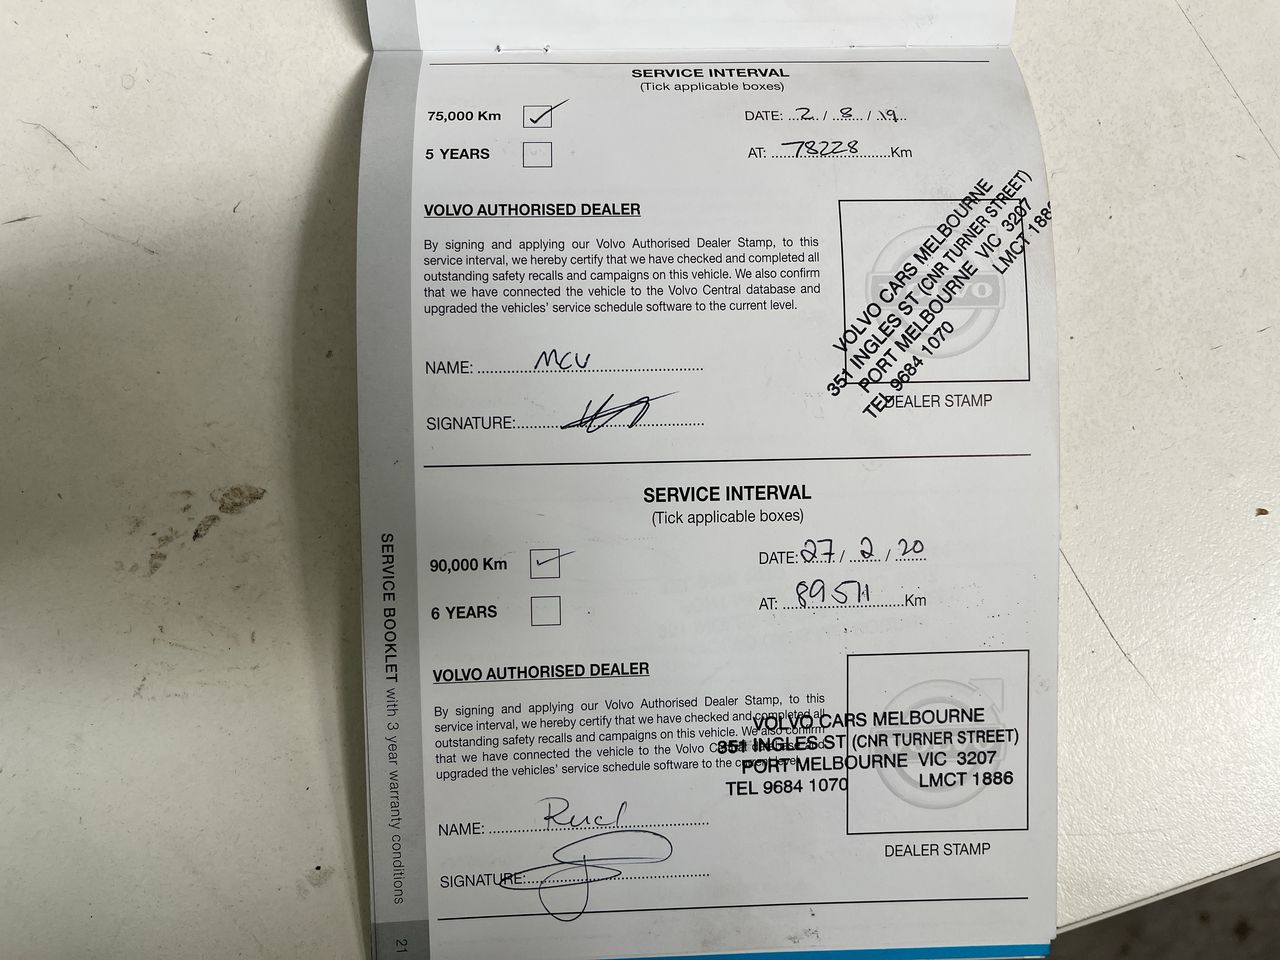 SERVICE INTERVAL
(Tick applicable boxes)
75,000 Km
DATE: 2 / 8 / 19
5 YEARS
AT: 78228 Km
VOLVO AUTHORISED DEALER
By signing and applying our Volvo Authorised Dealer Stamp, to this
service interval, we hereby certify that we have checked and completed all
outstanding safety recalls and campaigns on this vehicle. We also confirm
that we have connected the vehicle to the Volvo Central database and
upgraded the vehicles' service schedule software to the current level.
VOLVO CARS MELBOURNE
351 INGLES ST (CNR TURNER STREET)
PORT MELBOURNE VIC 3207
TEL 9684 1070 LMCT 188
NAME: MCV
DEALER STAMP
SIGNATURE:
SERVICE INTERVAL
(Tick applicable boxes)
90,000 Km
DATE: 27 / 2 / 20
6 YEARS
AT: 89511 Km
VOLVO AUTHORISED DEALER
By signing and applying our Volvo Authorised Dealer Stamp, to this
service interval, we hereby certify that we have checked and completed all
outstanding safety recalls and campaigns on this vehicle. We also confirm
that we have connected the vehicle to the Volvo Central database and
upgraded the vehicles' service schedule software to the current level.
VOLVO CARS MELBOURNE
351 INGLES ST (CNR TURNER STREET)
PORT MELBOURNE VIC 3207
TEL 9684 1070 LMCT 1886
NAME:
DEALER STAMP
SIGNATURE:
SERVICE BOOKLET with 3 year warranty conditions
21